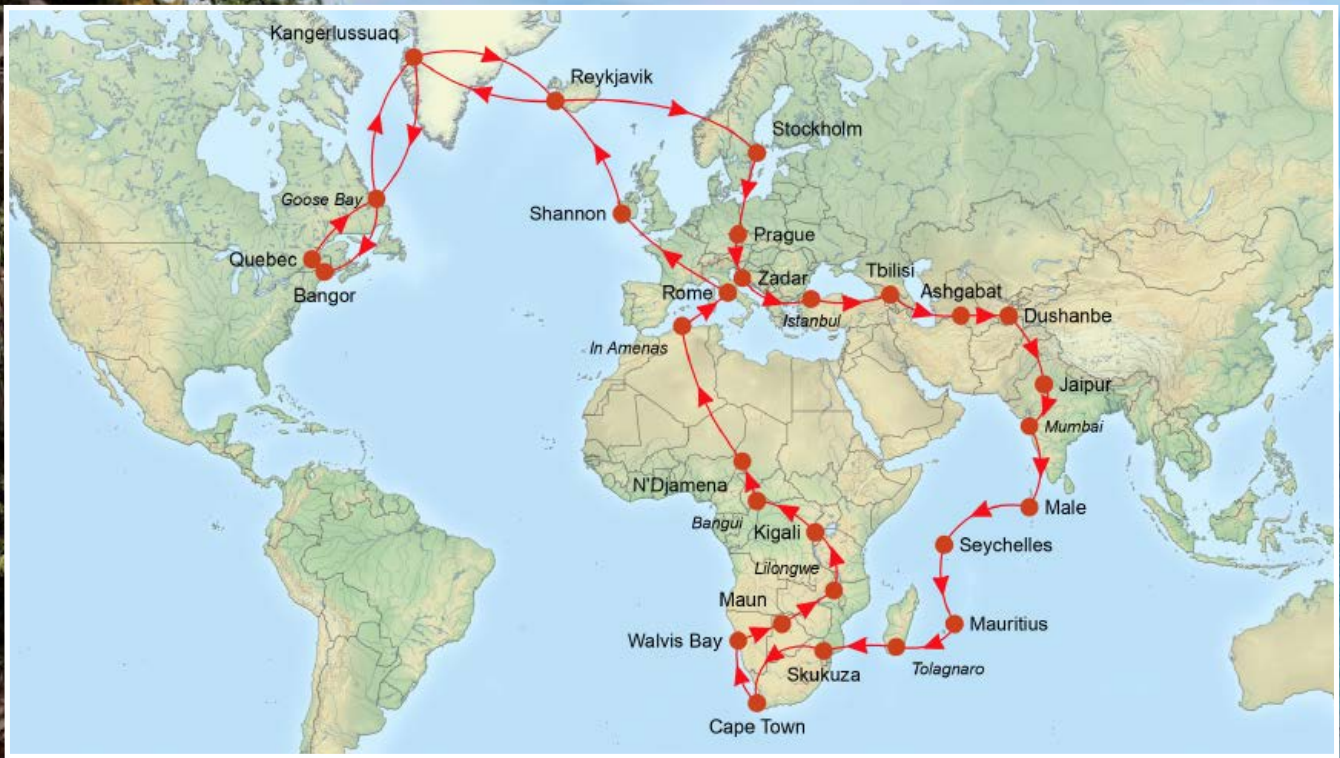 Kangerlussuaq
Reykjavik
Stockholm
Goose Bay
Shannon
Prague
Quebec
Zadar
Tbilisi
Bangor
Rome
Ashgabat
Istanbul
Dushanbe
In Amenas
Jaipur
Mumbai
N'Djamena
Male
Bangui
Kigali
Seychelles
Lilongwe
Maun
Mauritius
Walvis Bay
Skukuza
Tolagnaro
Cape Town